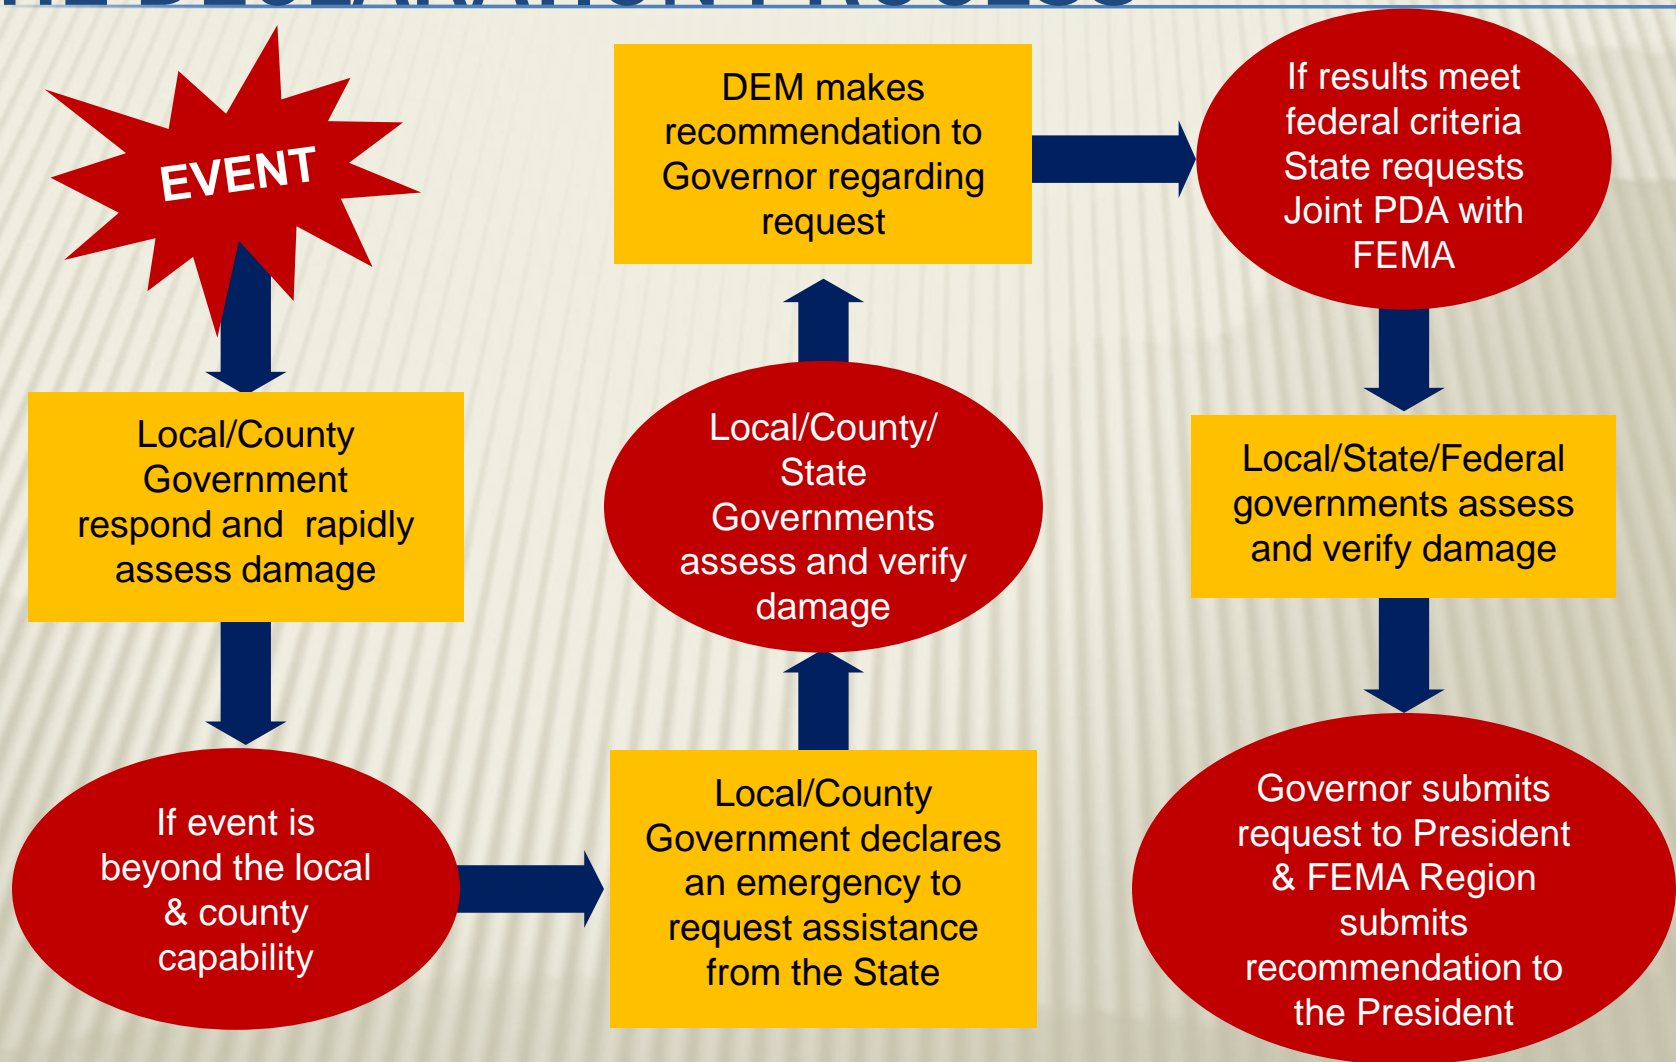 THE DECLARATION PROCESS
EVENT
Local/County
Government
respond and  rapidly
assess damage
If event is
beyond the local
& county
capability
Local/County
Government declares
an emergency to
request assistance
from the State
Local/County/
State
Governments
assess and verify
damage
DEM makes
recommendation to
Governor regarding
request
If results meet
federal criteria
State requests
Joint PDA with
FEMA
Local/State/Federal
governments assess
and verify damage
Governor submits
request to President
& FEMA Region
submits
recommendation to
the President